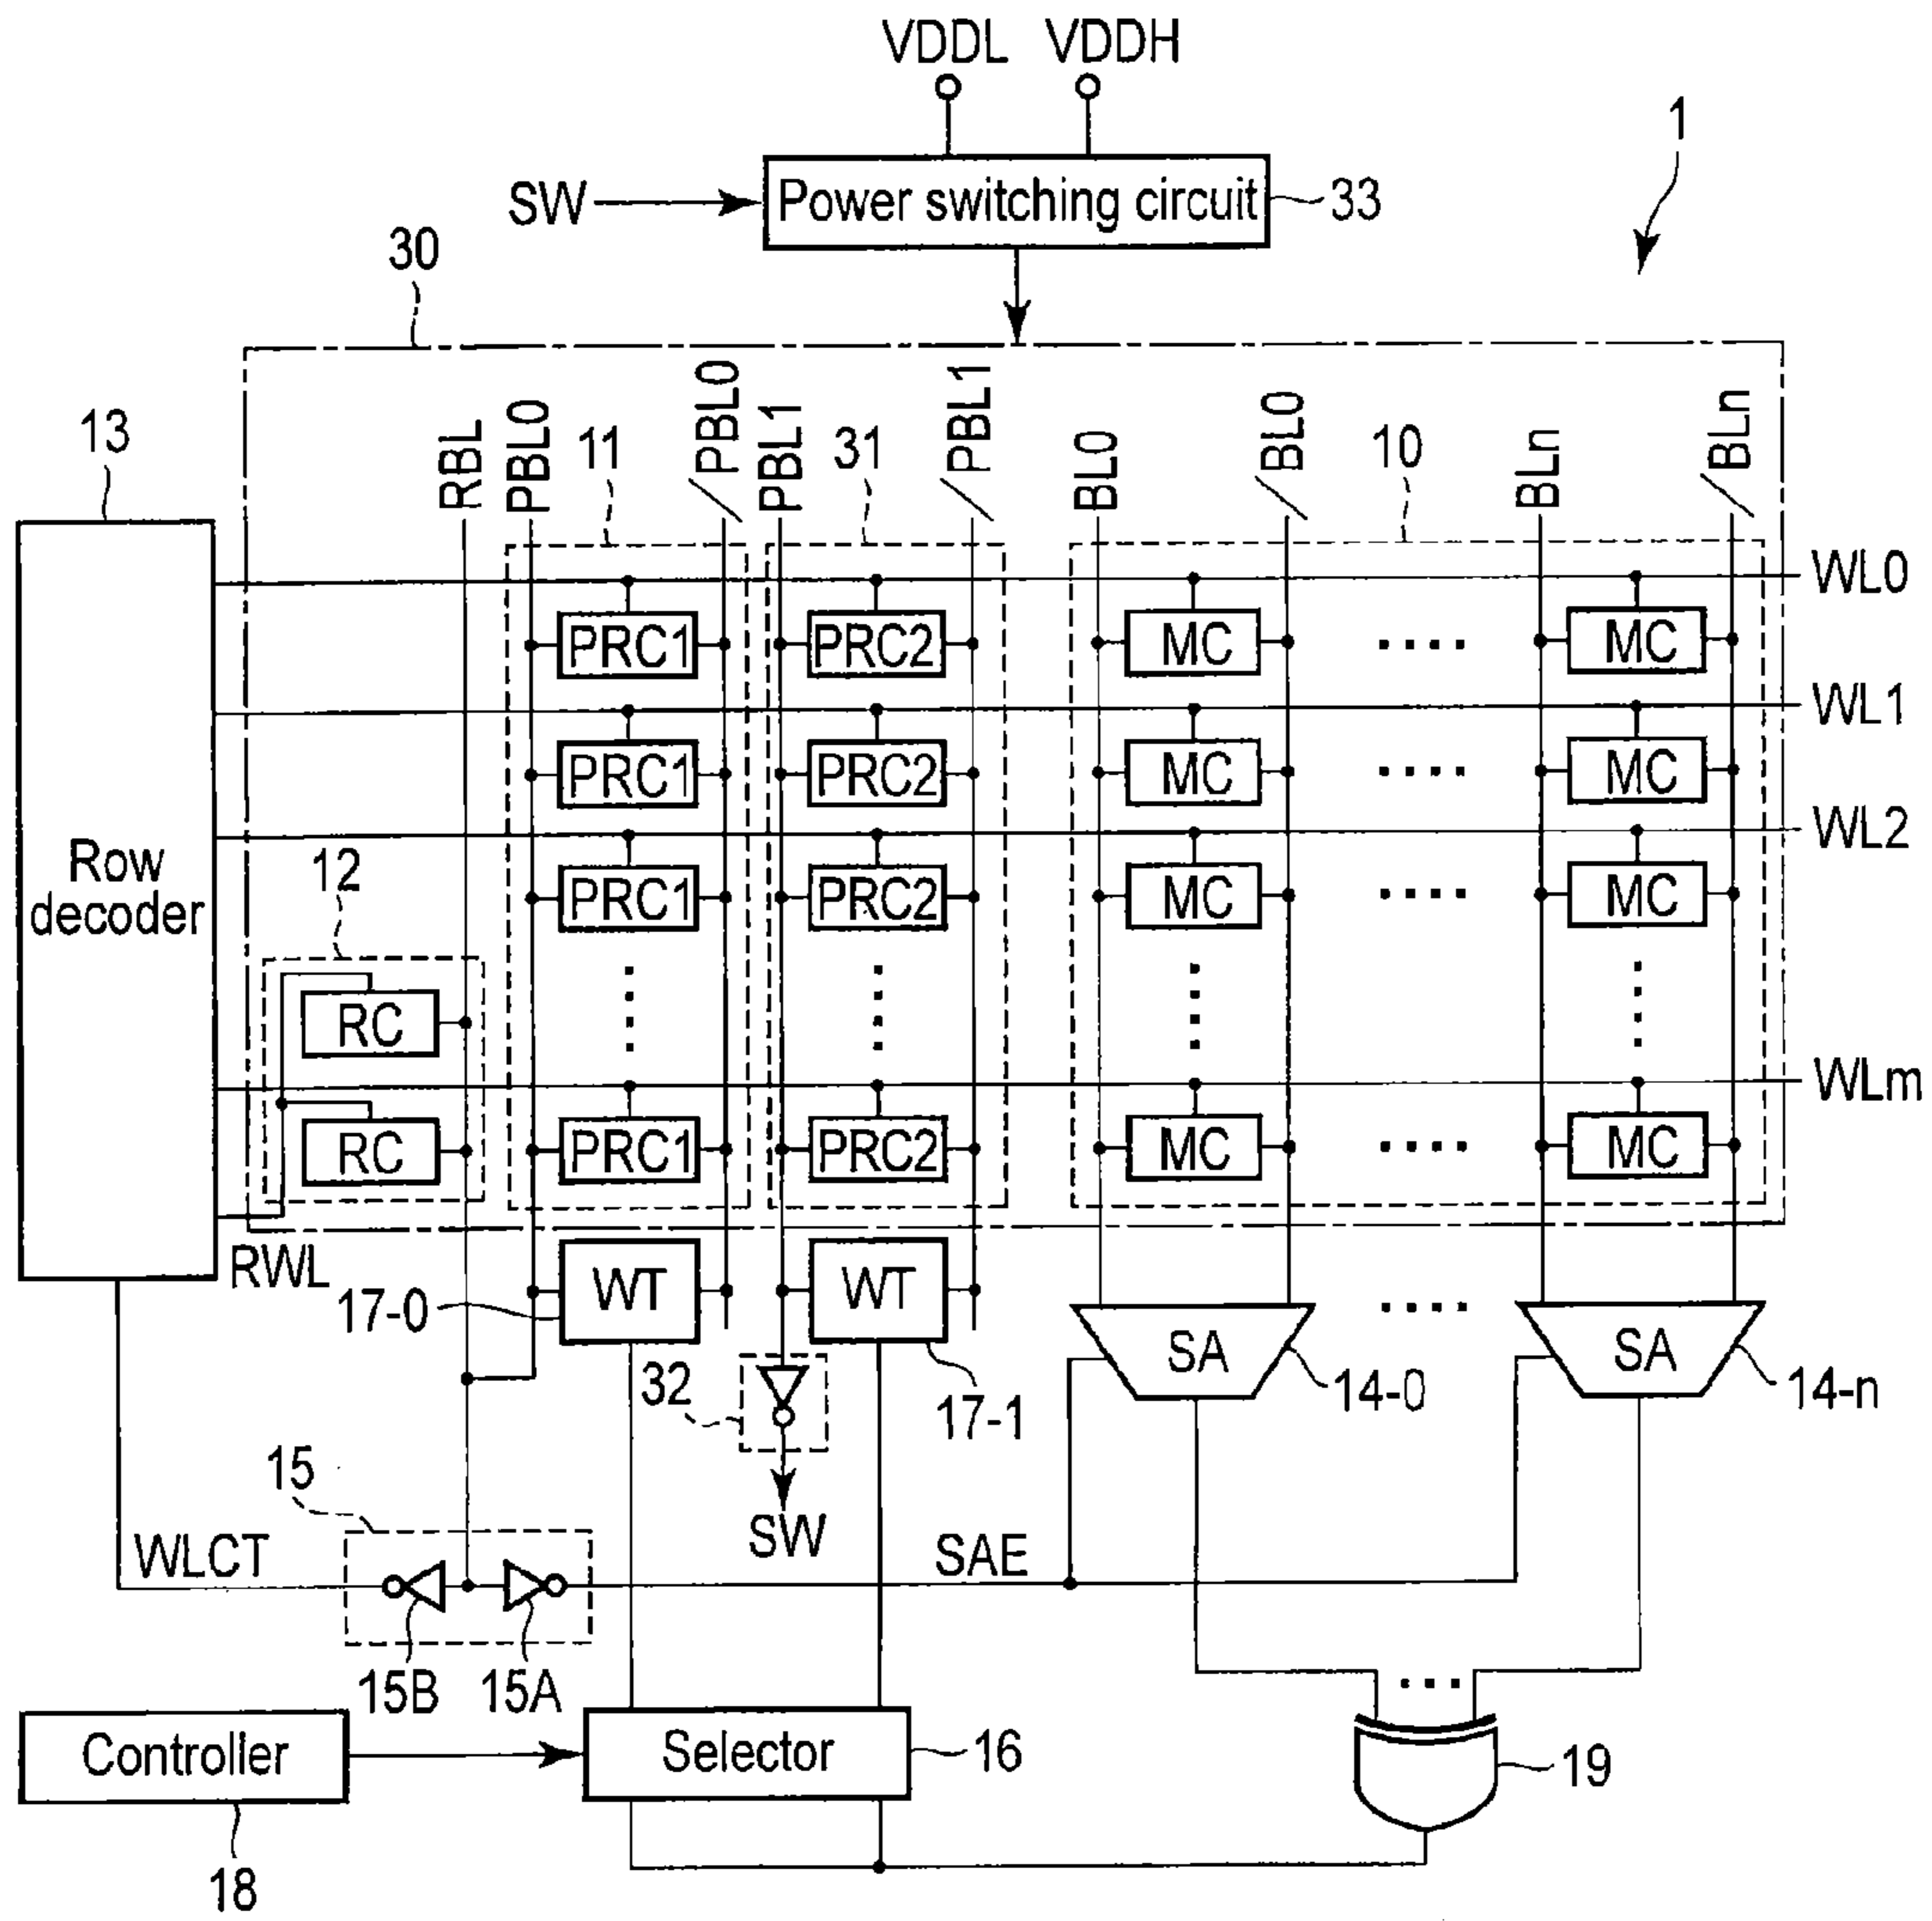 VDDL VDDH
1
SW Power switching circuit 33
30
13 RBL PBL0 11 PBL0 PBL1 31 PBL1 BL0 BL0 10 BLn BLn
WL0
PRC1 PRC2 MC .... MC
WL1
PRC1 PRC2 MC .... MC
WL2
Row
decoder
12
PRC1 PRC2 MC .... MC
RC
WLm
RC PRC1 PRC2 MC .... MC
RWL
17-0 WT WT 17-1 SA 14-0 .... SA 14-n
32
15
WLCT SW SAE
15B 15A
...
Controller Selector 16 19
18